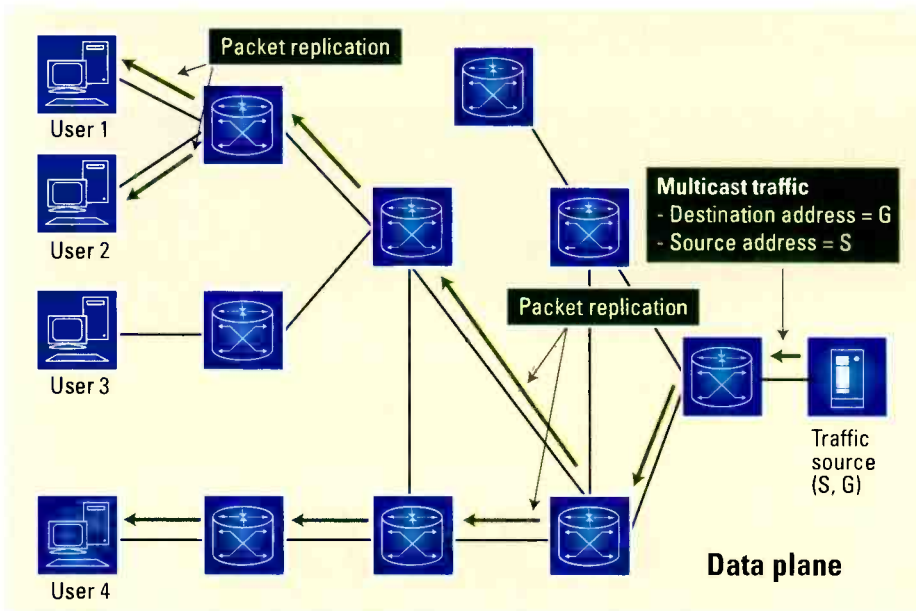 Packet replication
User 1
User 2
Multicast traffic
- Destination address = G
- Source address = S
Packet replication
User 3
Traffic
source
(S, G)
User 4
Data plane